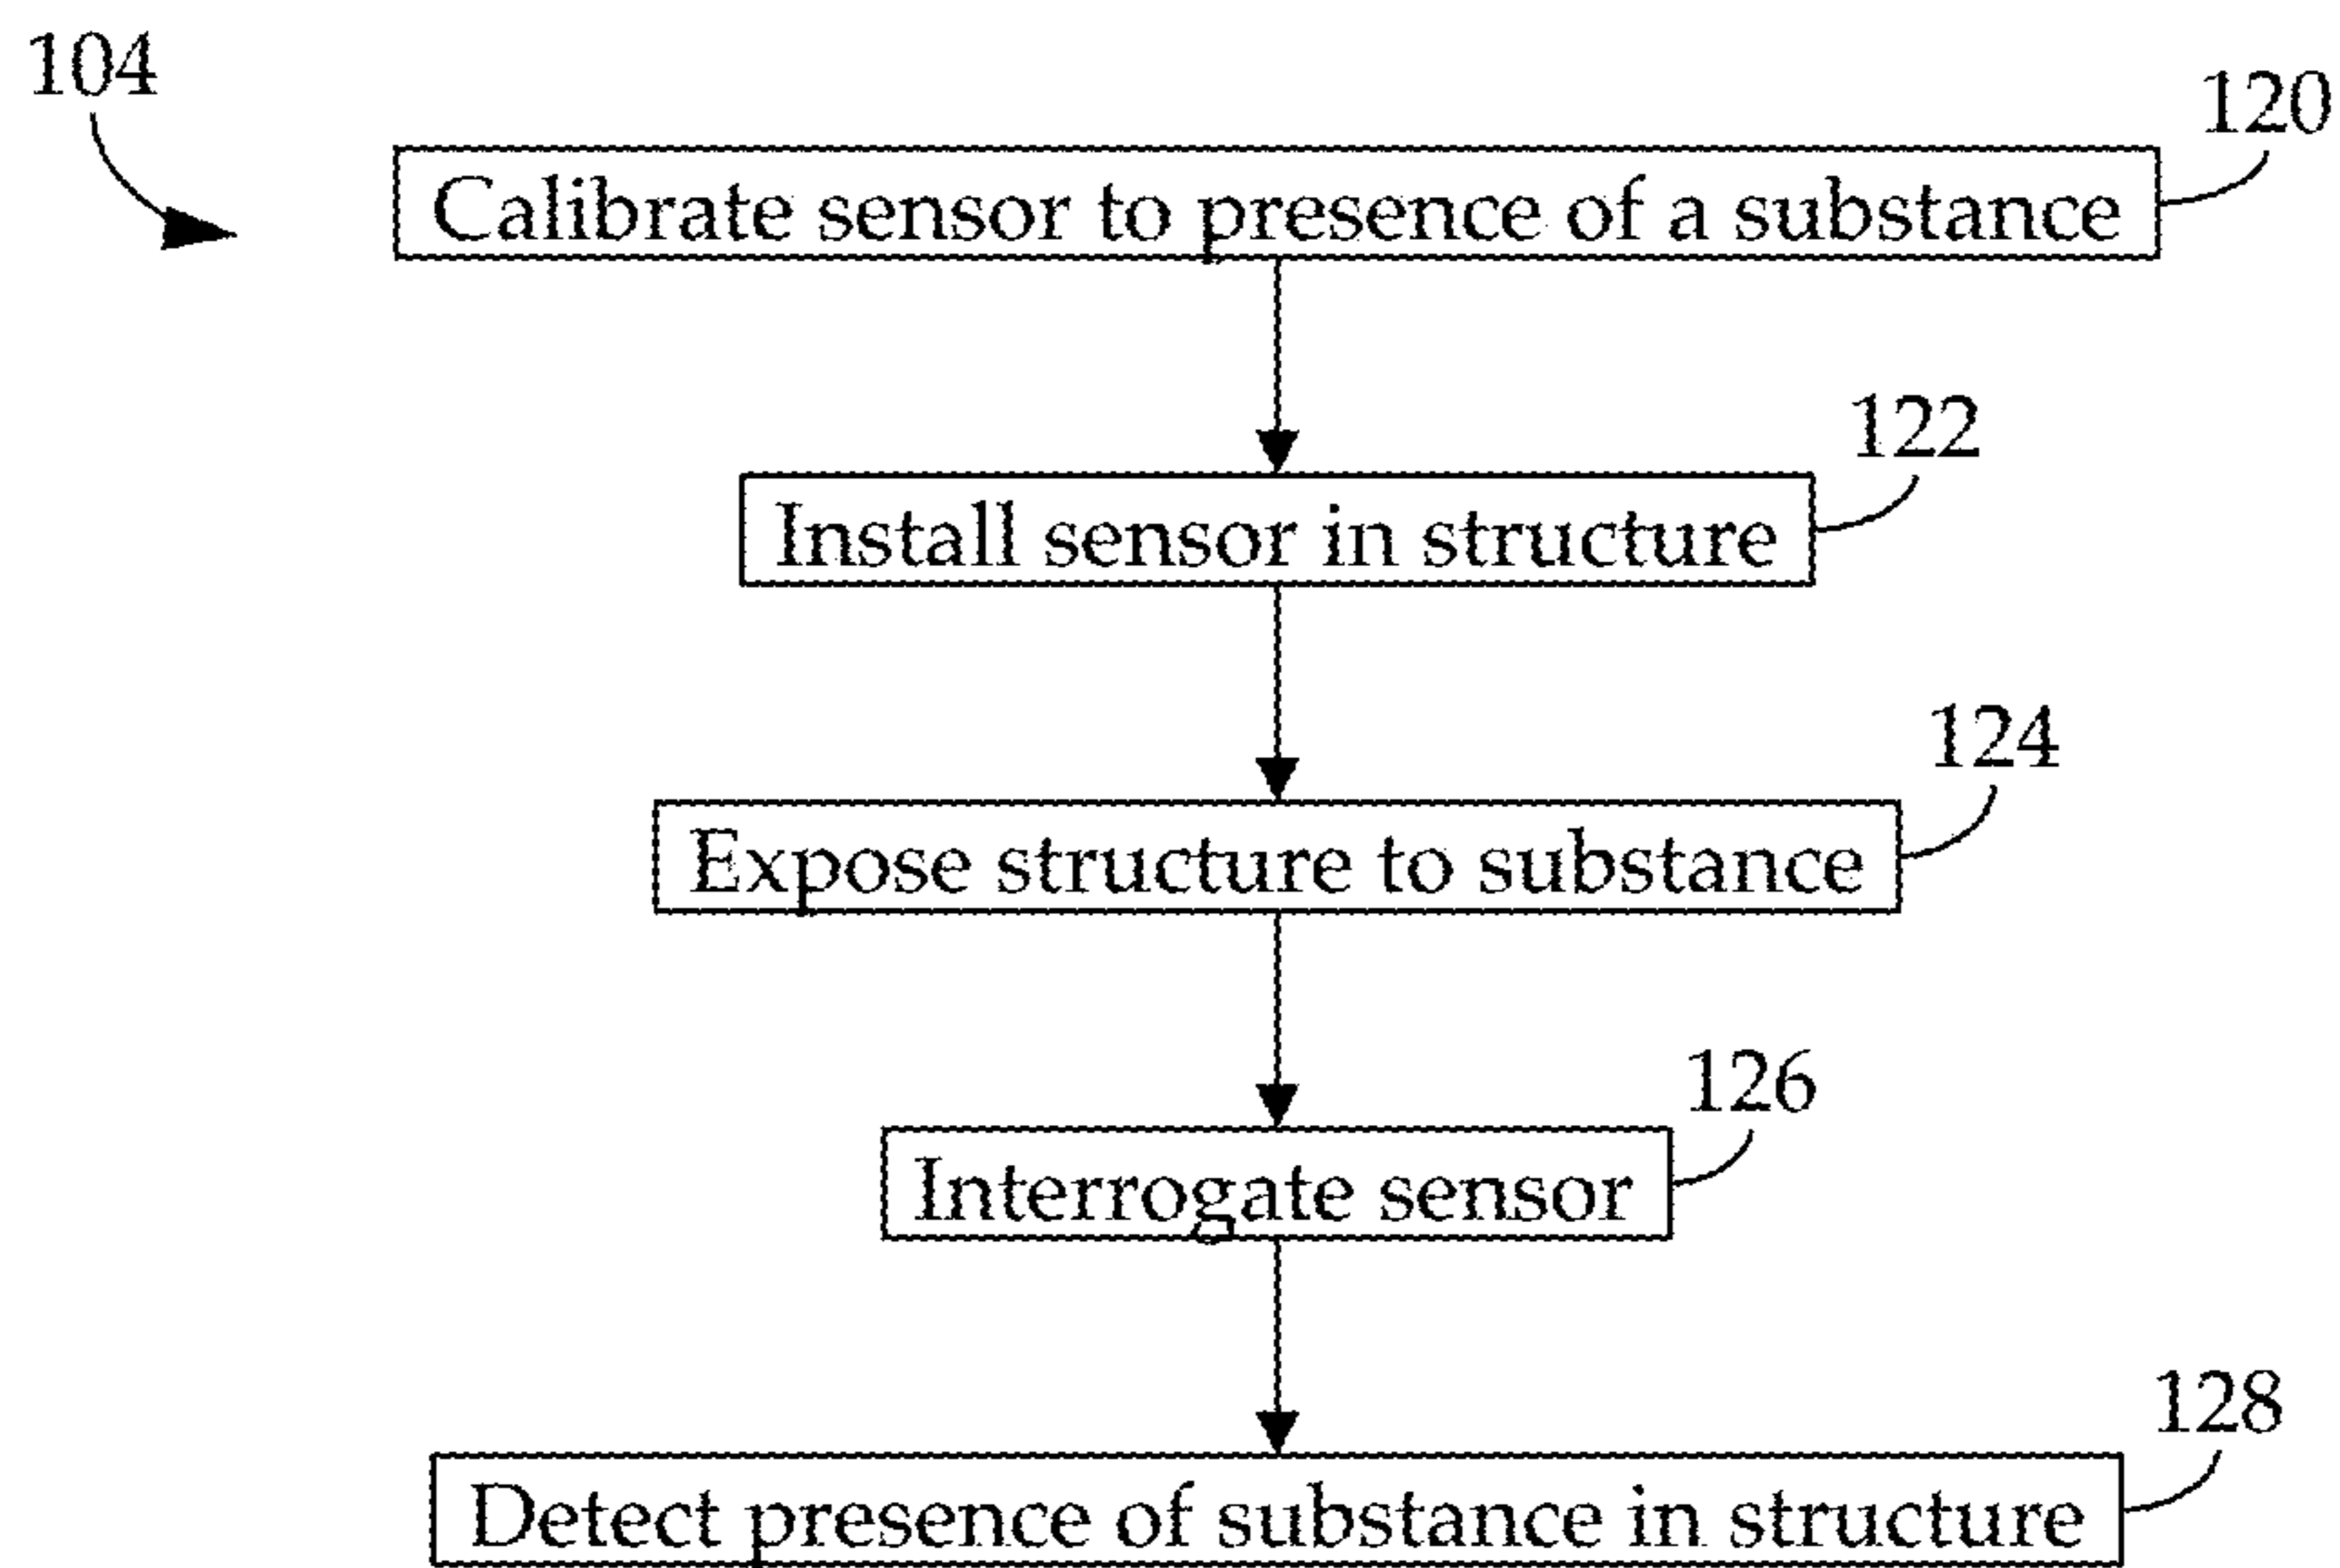 104
120
Calibrate sensor to presence of a substance
122
Install sensor in structure
124
Expose structure to substance
126
Interrogate sensor
128
Detect presence of substance in structure